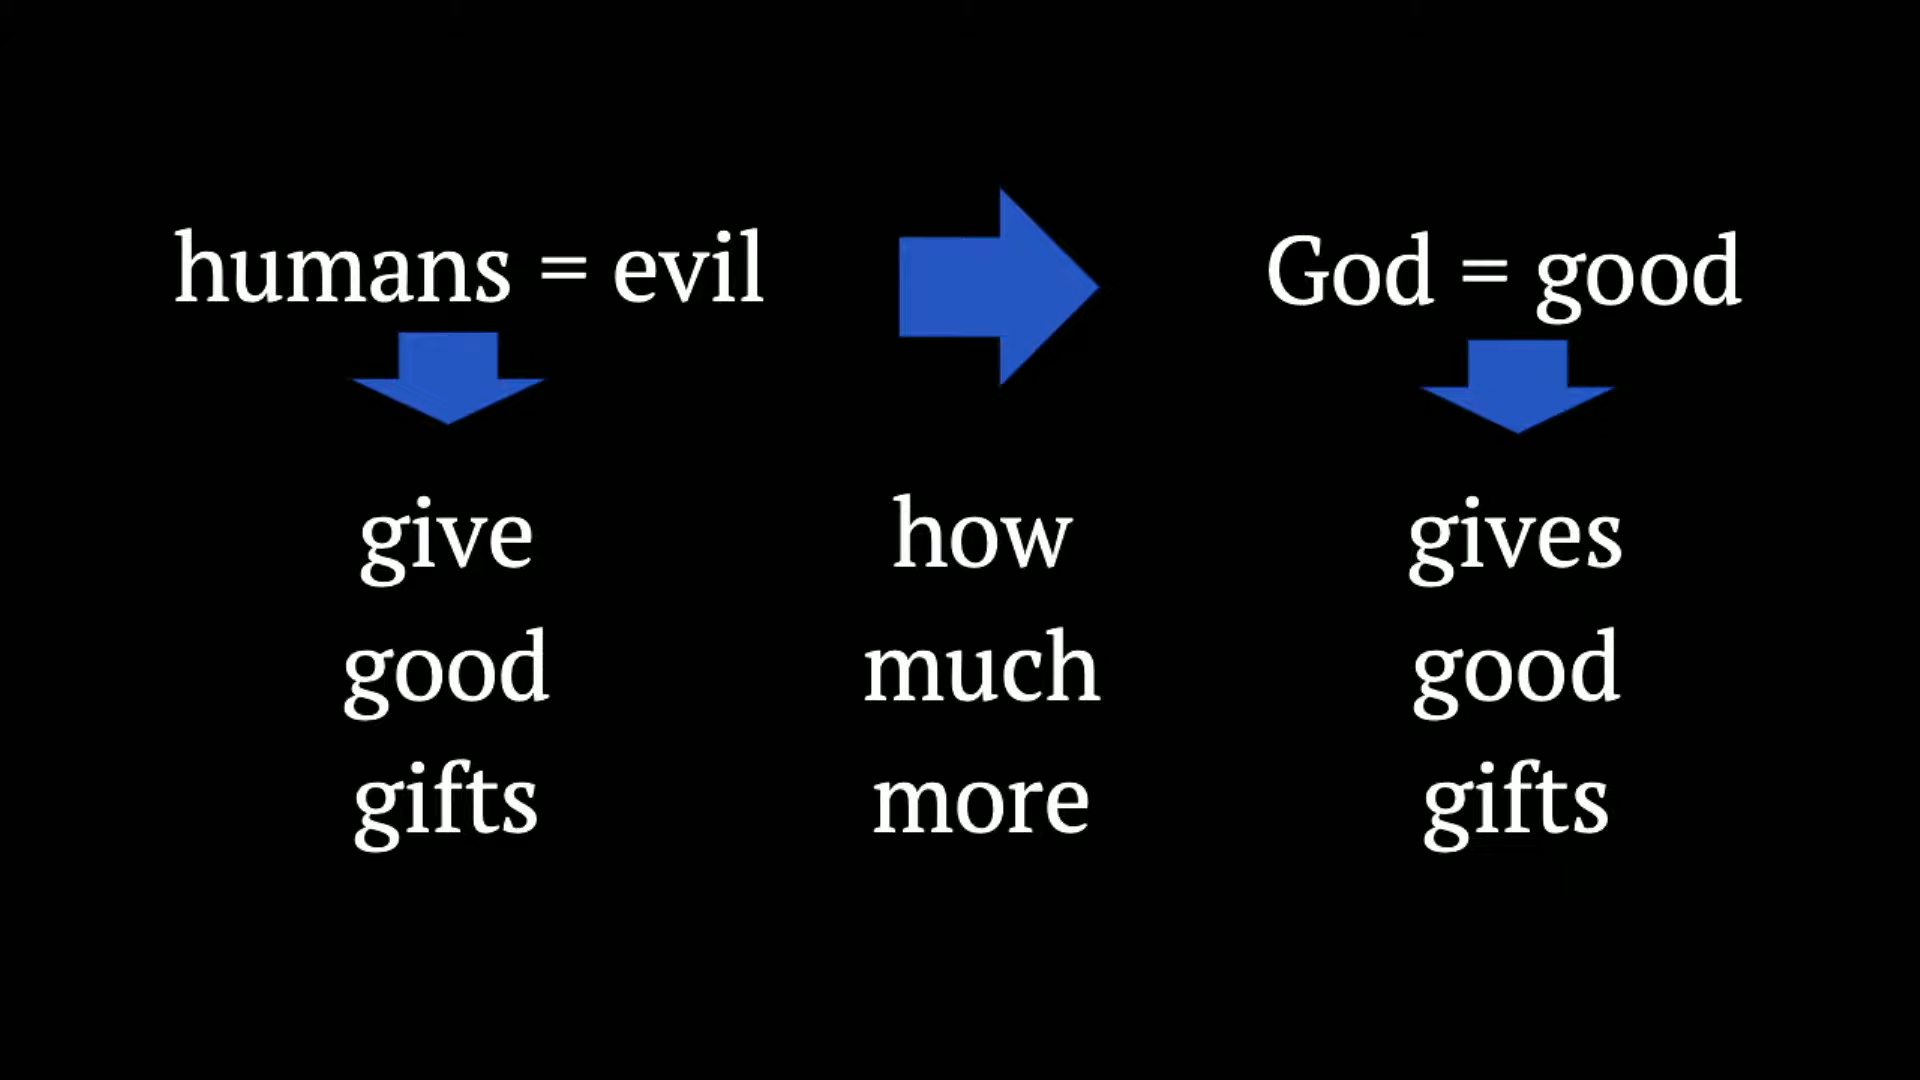 humans = evil
God = good
give
good
gifts
how
much
more
gives
good
gifts